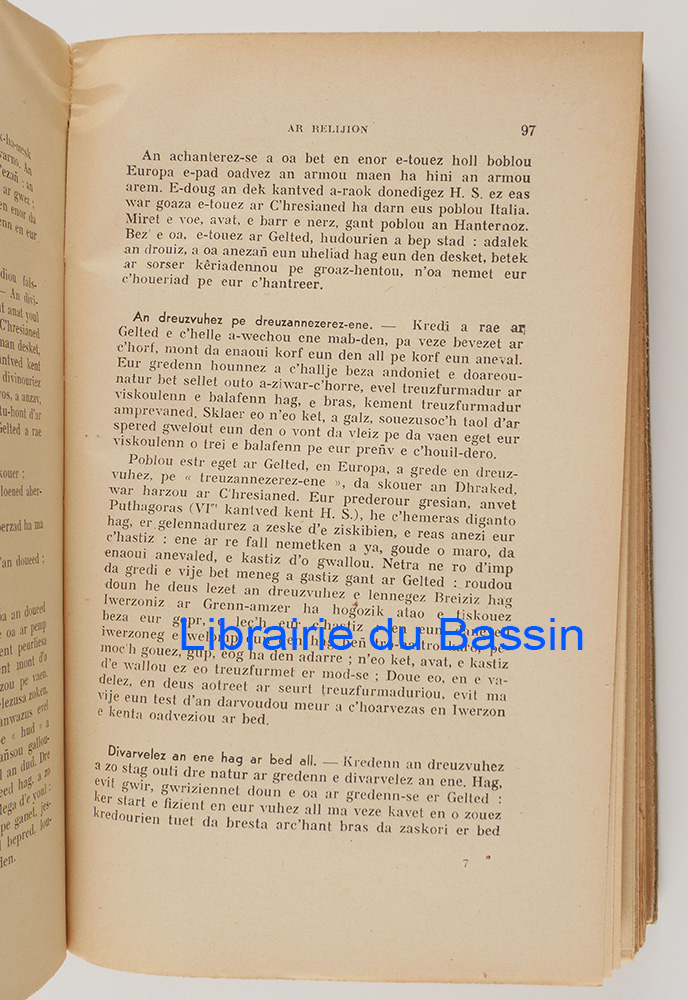 AR RELIJION 97
An achanterez-se a oa bet en enor e-touez holl boblou
Europa e-pad oadvez an armou maen ha hini an armou
arem. E-doug an dek kantved a-raok donedigez H. S. ez eas
war goaza e-touez ar C'hresianed ha darn eus poblou Italia.
Miret e voe, avat, e barr e nerz, gant poblou an Hanternoz.
Bez' e oa, e-touez ar Gelted, hudourien a bep stad : adalek
an drouiz, a oa anezañ eun uheliad hag eun den desket, betek
ar sorser kêriadennou pe groaz-hentou, n'oa nemet eur
c'houeriad pe eur c'hantreer.
An dreuzvuhez pe dreuzannezerez-ene. — Kredi a rae ar
Gelted e c'helle a-wechou ene mab-den, pa veze bevezet ar
c'horf, mont da enaoui korf eun den all pe korf eun aneval.
Eur gredenn hounnez a c'hallje beza andoniet e doareou-
natur bet sellet outo a-ziwar-c'horre, evel treuzfurmadur ar
viskoulenn e balafenn hag, e bras, kement treuzfurmadur
amprevaned. Sklaer eo n'eo ket, a galz, souezusoc'h taol d'ar
spered gwelout eun den o vont da vleiz pe da vaen eget eur
viskoulenn o trei e balafenn pe eur preñv e c'houil-dero.
Poblou estr eget ar Gelted, en Europa, a grede en dreuz-
vuhez, pe « treuzannezerez-ene », da skouer an Dhraked,
war harzou ar C'hresianed. Eur prederour gresian, anvet
Puthagoras (VIvet kantved kent H. S.), he c'hemeras diganto
hag, er gelennadurez a zeske d'e ziskibien, e reas anezi eur
c'hastiz : ene ar re fall nemetken a ya, goude o maro, da
enaoui anevaled, e kastiz d'o gwallou. Netra ne ro d'imp
da gredi e vije bet meneg a gastiz gant ar Gelted : roudou
doun he deus lezet an dreuzvuhez e lennegez Breiziz hag
Iwerzoniz ar Grenn-amzer ha hogozik atao e tiskouez
beza eur
iwerzoneg e
moc'h gouez, gup, eog ha den adarre ; n'eo ket, avat, e kastiz
d'e wallou ez eo treuzfurmet er mod-se ; Doue eo, en e va-
delez, en deus aotreet ar seurt treuzfurmaduriou, evit ma
vije eun test d'an darvoudou meur a c'hoarvezas en Iwerzon
e kenta oadveziou ar bed.
Divarvelez an ene hag ar bed all. — Kredenn an dreuzvuhez
a zo stag outi dre natur ar gredenn e divarvelez an ene. Hag,
evit gwir, gwriziennet doun e oa ar gredenn-se er Gelted :
ker start e fizient en eur vuhez all ma veze kavet en o zouez
kredourien tuet da bresta arc'hant bras da zaskori er bed
7
Librairie du Bassin